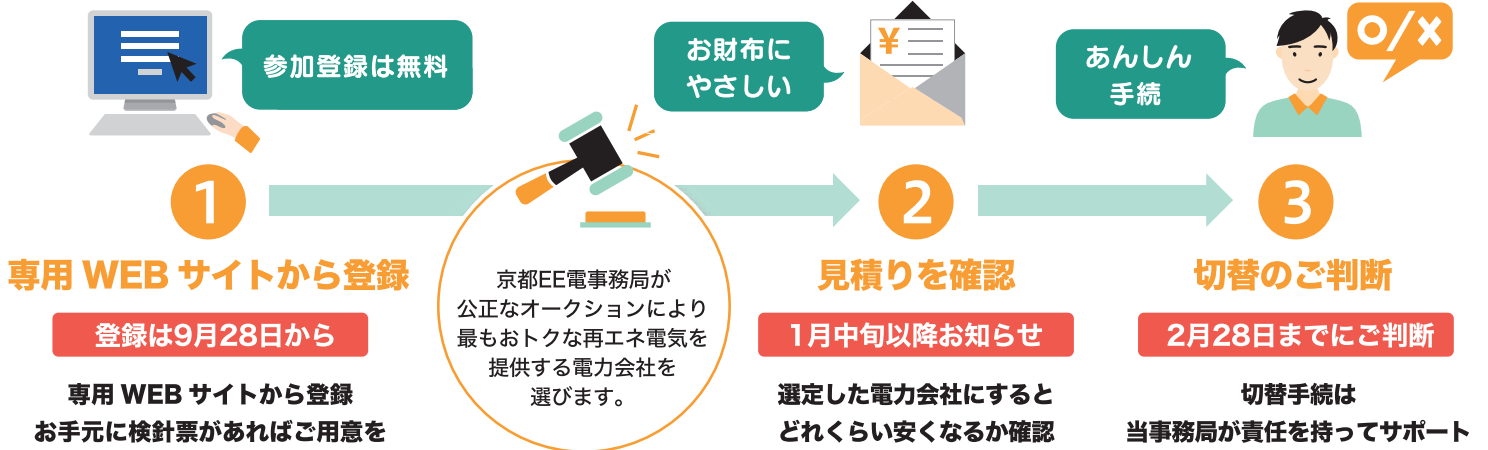 参加登録は無料
1
専用 WEB サイトから登録
登録は9月28日から
専用 WEB サイトから登録
お手元に検針票があればご用意を
京都EE電事務局が
公正なオークションにより
最もおトクな再エネ電気を
提供する電力会社を
選びます。
お財布に
やさしい
¥
2
見積りを確認
1月中旬以降お知らせ
選定した電力会社にすると
どれくらい安くなるか確認
あんしん
手続
O/X
3
切替のご判断
2月28日までにご判断
切替手続は
当事務局が責任を持ってサポート